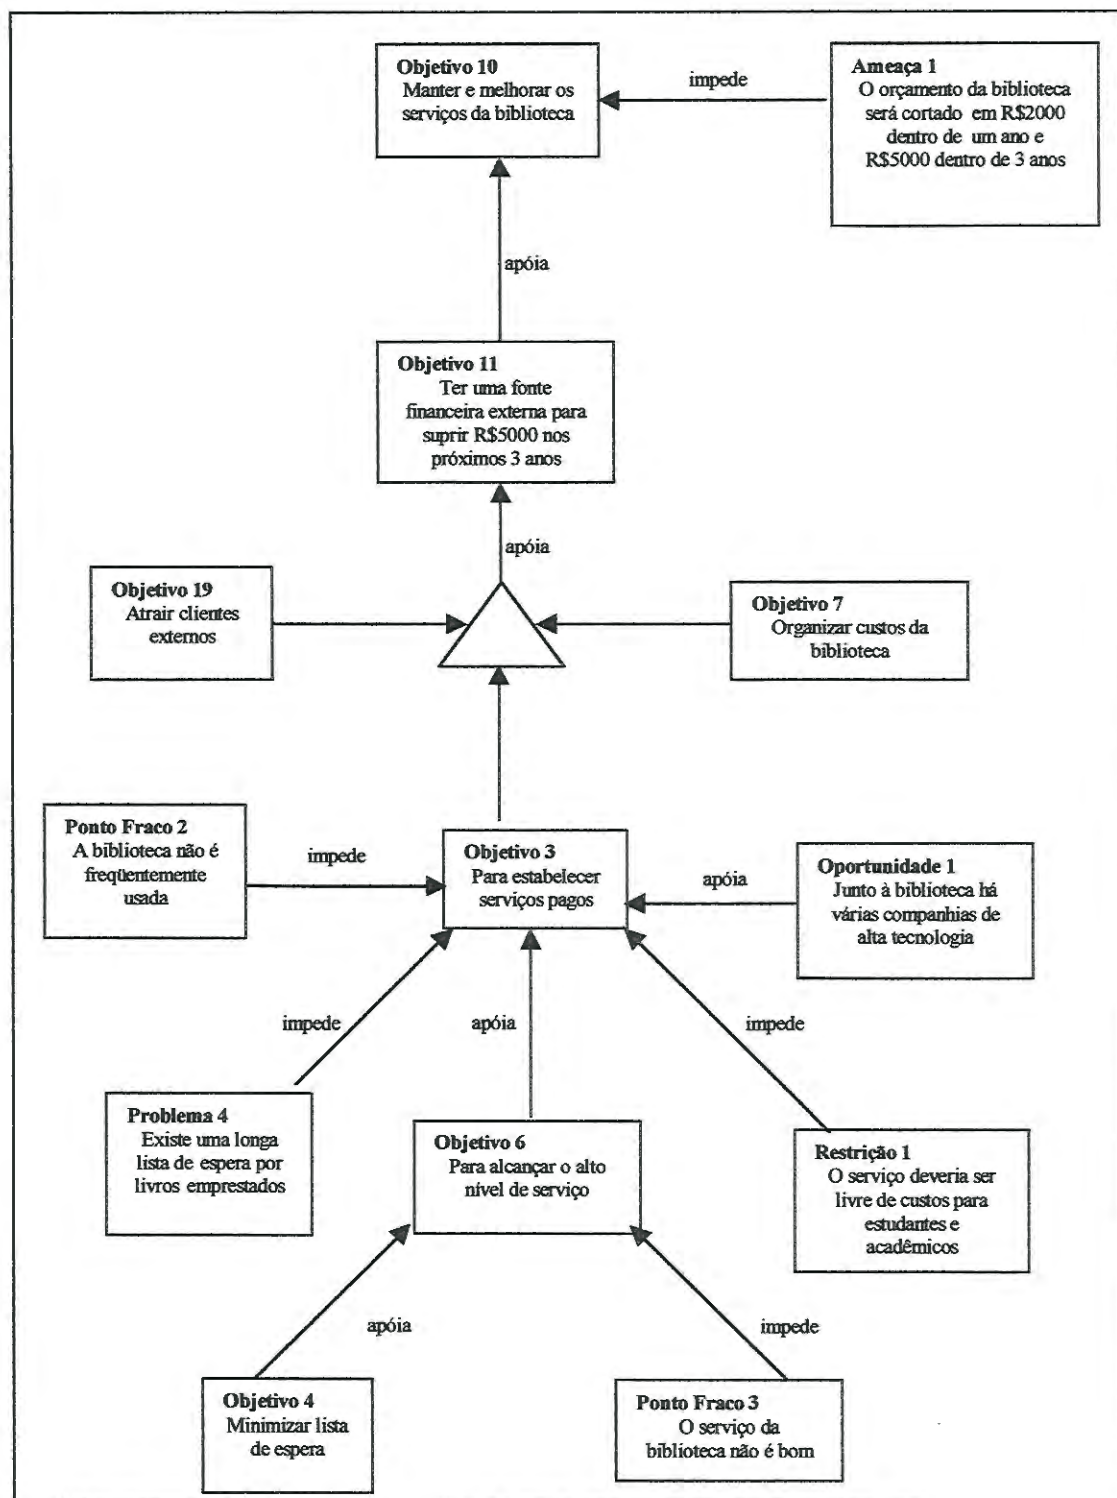 Objetivo 10
Manter e melhorar os
serviços da biblioteca
impede
Ameaça 1
O orçamento da biblioteca
será cortado em R$2000
dentro de um ano e
R$5000 dentro de 3 anos
apóia
Objetivo 11
Ter uma fonte
financeira externa para
suprir R$5000 nos
próximos 3 anos
apóia
Objetivo 19
Atrair clientes
externos
Objetivo 7
Organizar custos da
biblioteca
Ponto Fraco 2
A biblioteca não é
freqüentemente
usada
impede
Objetivo 3
Para estabelecer
serviços pagos
apóia
Oportunidade 1
Junto à biblioteca há
várias companhias de
alta tecnologia
impede
apóia
impede
Problema 4
Existe uma longa
lista de espera por
livros emprestados
Objetivo 6
Para alcançar o alto
nível de serviço
Restrição 1
O serviço deveria ser
livre de custos para
estudantes e
acadêmicos
apóia
impede
Objetivo 4
Minimizar lista
de espera
Ponto Fraco 3
O serviço da
biblioteca não é bom